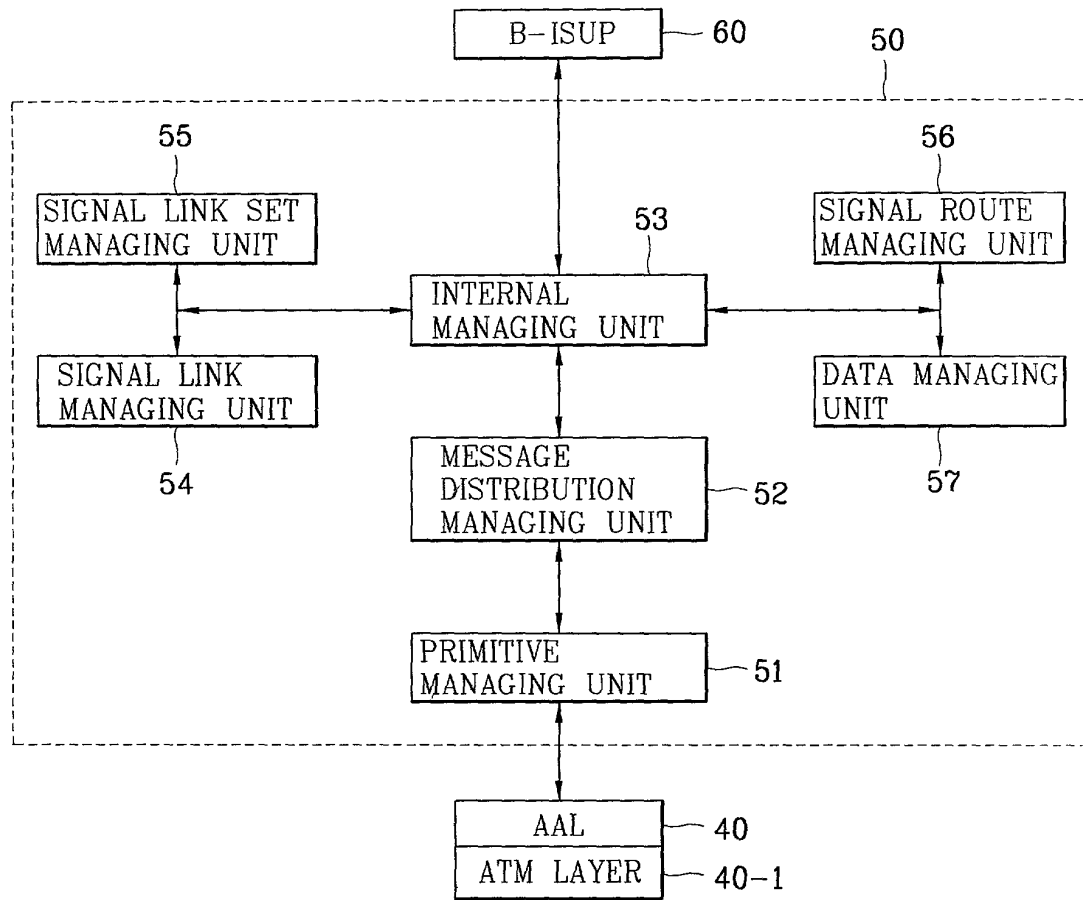 B-ISUP
60
50
55
56
SIGNAL LINK SET
MANAGING UNIT
SIGNAL ROUTE
MANAGING UNIT
53
INTERNAL
MANAGING UNIT
SIGNAL LINK
MANAGING UNIT
DATA MANAGING
UNIT
54
57
MESSAGE
DISTRIBUTION
MANAGING UNIT
52
PRIMITIVE
MANAGING UNIT
51
AAL
40
ATM LAYER
40-1